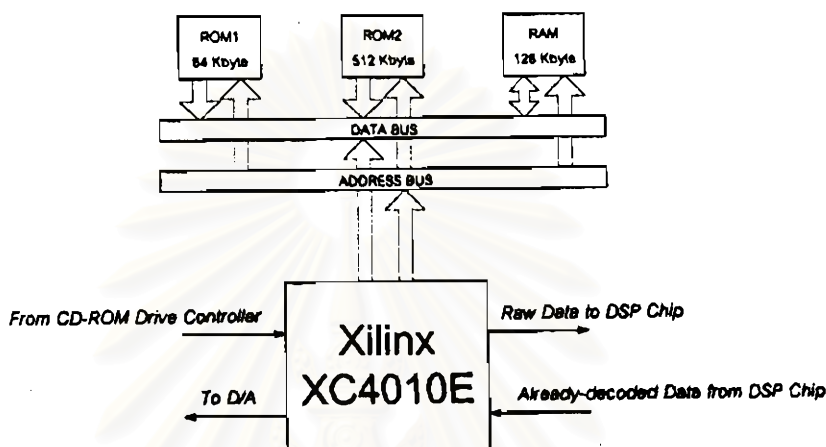 ROM1
64 Kbyte
ROM2
512 Kbyte
RAM
128 Kbyte
DATA BUS
ADDRESS BUS
From CD-ROM Drive Controller
Raw Data to DSP Chip
Xilinx
XC4010E
To D/A
Already-decoded Data from DSP Chip